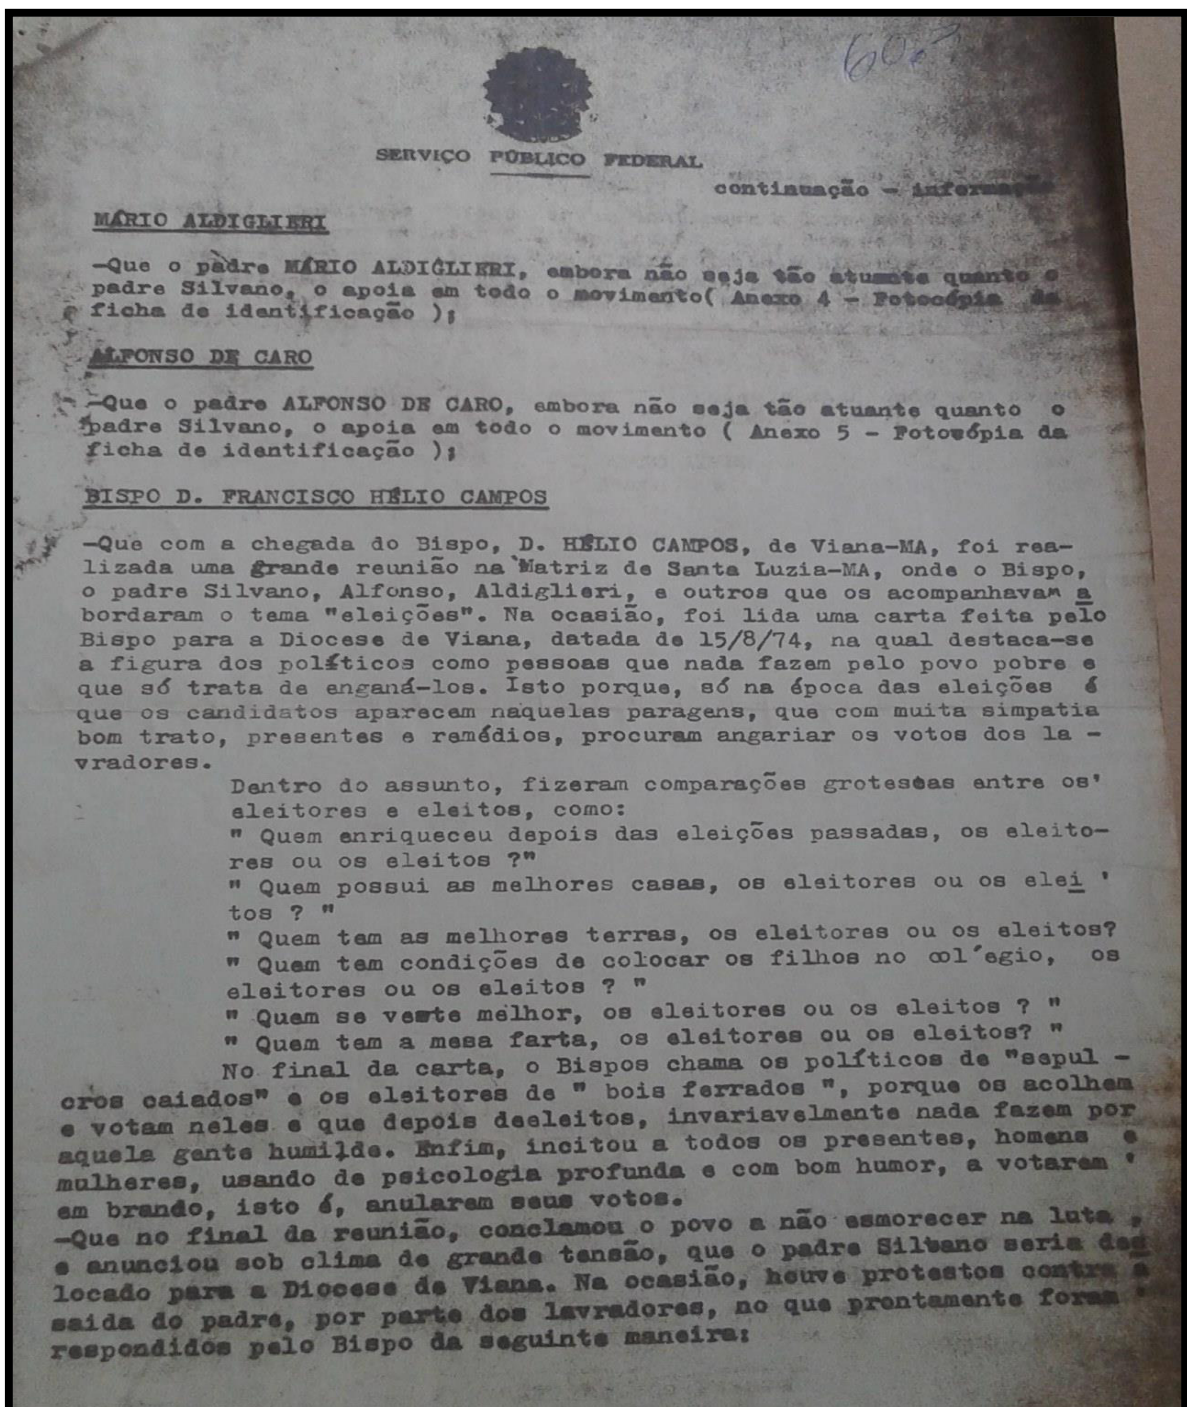 SERVIÇO PÚBLICO FEDERAL
continuação - informação
MÁRIO ALDIGLIERI
-Que o pàdre MÁRIO ALDIGLIERI, embora não seja tão atuante quanto o
padre Silvano, o apoia em todo o movimento( Anexo 4 - Fotocópia da
ficha de identificação );
ALFONSO DE CARO
-Que o padre ALFONSO DE CARO, embora não seja tão atuante quanto o
padre Silvano, o apoia em todo o movimento ( Anexo 5 - Fotocópia da
ficha de identificação );
BISPO D. FRANCISCO HÉLIO CAMPOS
-Que com a chegada do Bispo, D. HÉLIO CAMPOS, de Viana-MA, foi rea-
lizada uma grande reunião na Matriz de Santa Luzia-MA, onde o Bispo,
o padre Silvano, Alfonso, Aldiglieri, e outros que os acompanhavam a
bordaram o tema "eleições". Na ocasião, foi lida uma carta feita pelo
Bispo para a Diocese de Viana, datada de 15/8/74, na qual destaca-se
a figura dos políticos como pessoas que nada fazem pelo povo pobre e
que só trata de enganá-los. Isto porque, só na época das eleições é
que os candidatos aparecem naquelas paragens, que com muita simpatia
bom trato, presentes e remédios, procuram angariar os votos dos la -
vradores.
Dentro do assunto, fizeram comparações grotescas entre os'
eleitores e eleitos, como:
" Quem enriqueceu depois das eleições passadas, os eleito-
res ou os eleitos ?"
" Quem possui as melhores casas, os eleitores ou os elei '
tos ? "
" Quem tem as melhores terras, os eleitores ou os eleitos?
" Quem tem condições de colocar os filhos no col´egio, os
eleitores ou os eleitos ? "
" Quem se veste melhor, os eleitores ou os eleitos ? "
" Quem tem a mesa farta, os eleitores ou os eleitos? "
No final da carta, o Bispos chama os políticos de "sepul -
cros caiados" e os eleitores de " bois ferrados ", porque os acolhem
e votam neles e que depois deeleitos, invariavelmente nada fazem por
aquela gente humilde. Enfim, incitou a todos os presentes, homens e
mulheres, usando de psicologia profunda e com bom humor, a votarem '
em brando, isto é, anularem seus votos.
-Que no final da reunião, conclamou o povo a não esmorecer na luta ,
e anunciou sob clima de grande tensão, que o padre Silvano seria des
locado para a Diocese de Viana. Na ocasião, houve protestos contra a
saida do padre, por parte dos lavradores, no que prontamente foram '
respondidos pelo Bispo da seguinte maneira: